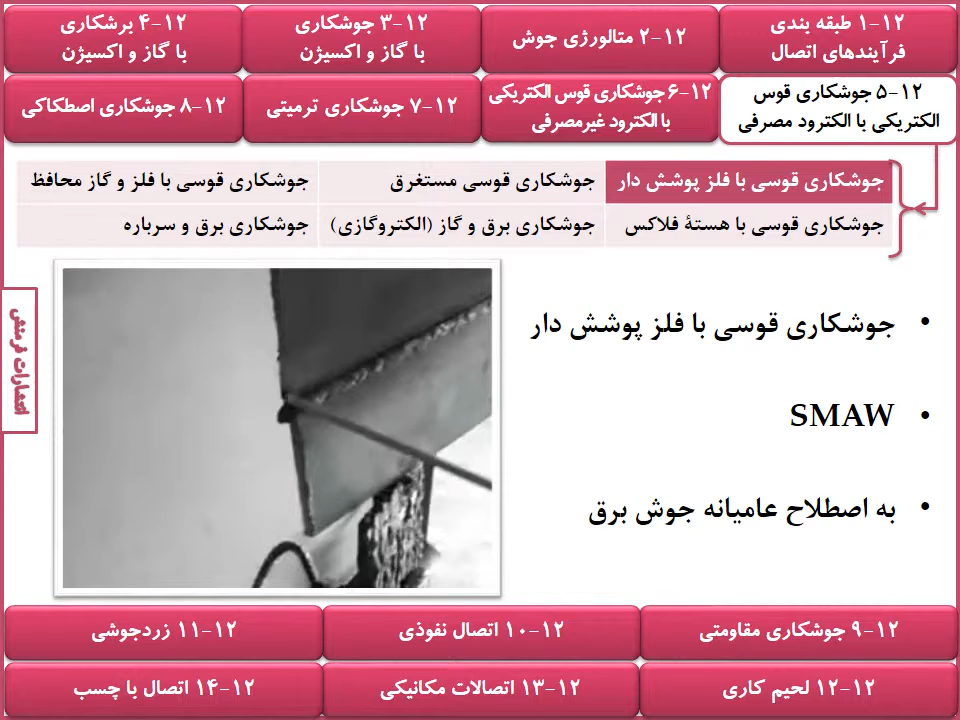 ۱۲-۱ طبقه بندی
فرآیندهای اتصال
۱۲-۲ متالورژی جوش
۱۲-۳ جوشکاری
با گاز و اکسیژن
۱۲-۴ برشکاری
با گاز و اکسیژن
۱۲-۵ جوشکاری قوس
الکتریکی با الکترود مصرفی
۱۲-۶ جوشکاری قوس الکتریکی
با الکترود غیرمصرفی
۱۲-۷ جوشکاری ترمیتی
۱۲-۸ جوشکاری اصطکاکی
جوشکاری قوسی با فلز پوشش دار
جوشکاری قوسی مستغرق
جوشکاری قوسی با فلز و گاز محافظ
جوشکاری قوسی با هستهٔ فلاکس
جوشکاری برق و گاز (الکتروگازی)
جوشکاری برق و سرباره
• جوشکاری قوسی با فلز پوشش دار
• SMAW
• به اصطلاح عامیانه جوش برق
انتشارات فرمنش
۱۲-۹ جوشکاری مقاومتی
۱۲-۱۰ اتصال نفوذی
۱۲-۱۱ زردجوشی
۱۲-۱۲ لحیم کاری
۱۲-۱۳ اتصالات مکانیکی
۱۲-۱۴ اتصال با چسب